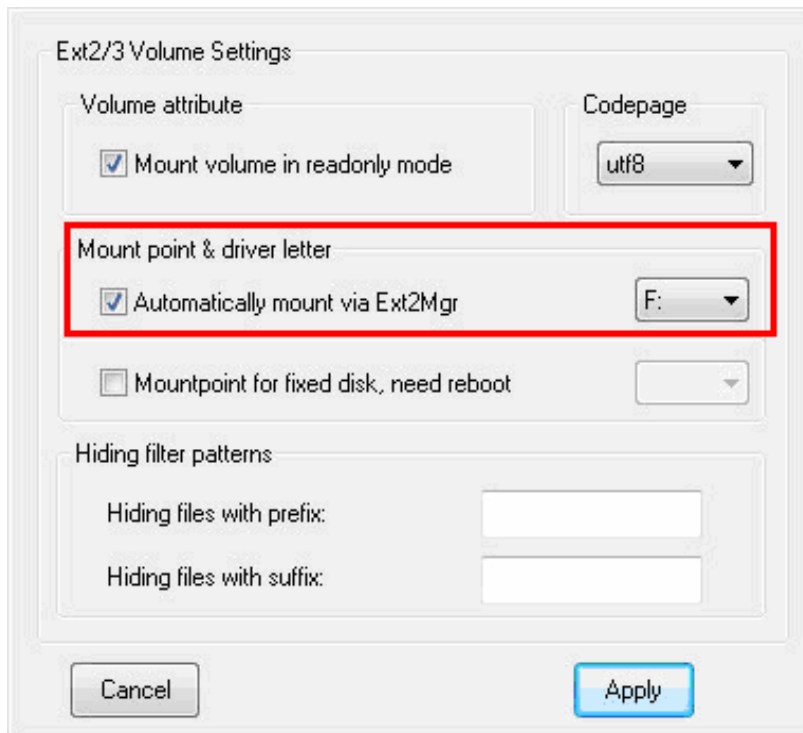 Ext2/3 Volume Settings
Volume attribute
Codepage
Mount volume in readonly mode
utf8
Mount point & driver letter
Automatically mount via Ext2Mgr
F:
Mountpoint for fixed disk, need reboot
Hiding filter patterns
Hiding files with prefix:
Hiding files with suffix:
Cancel
Apply